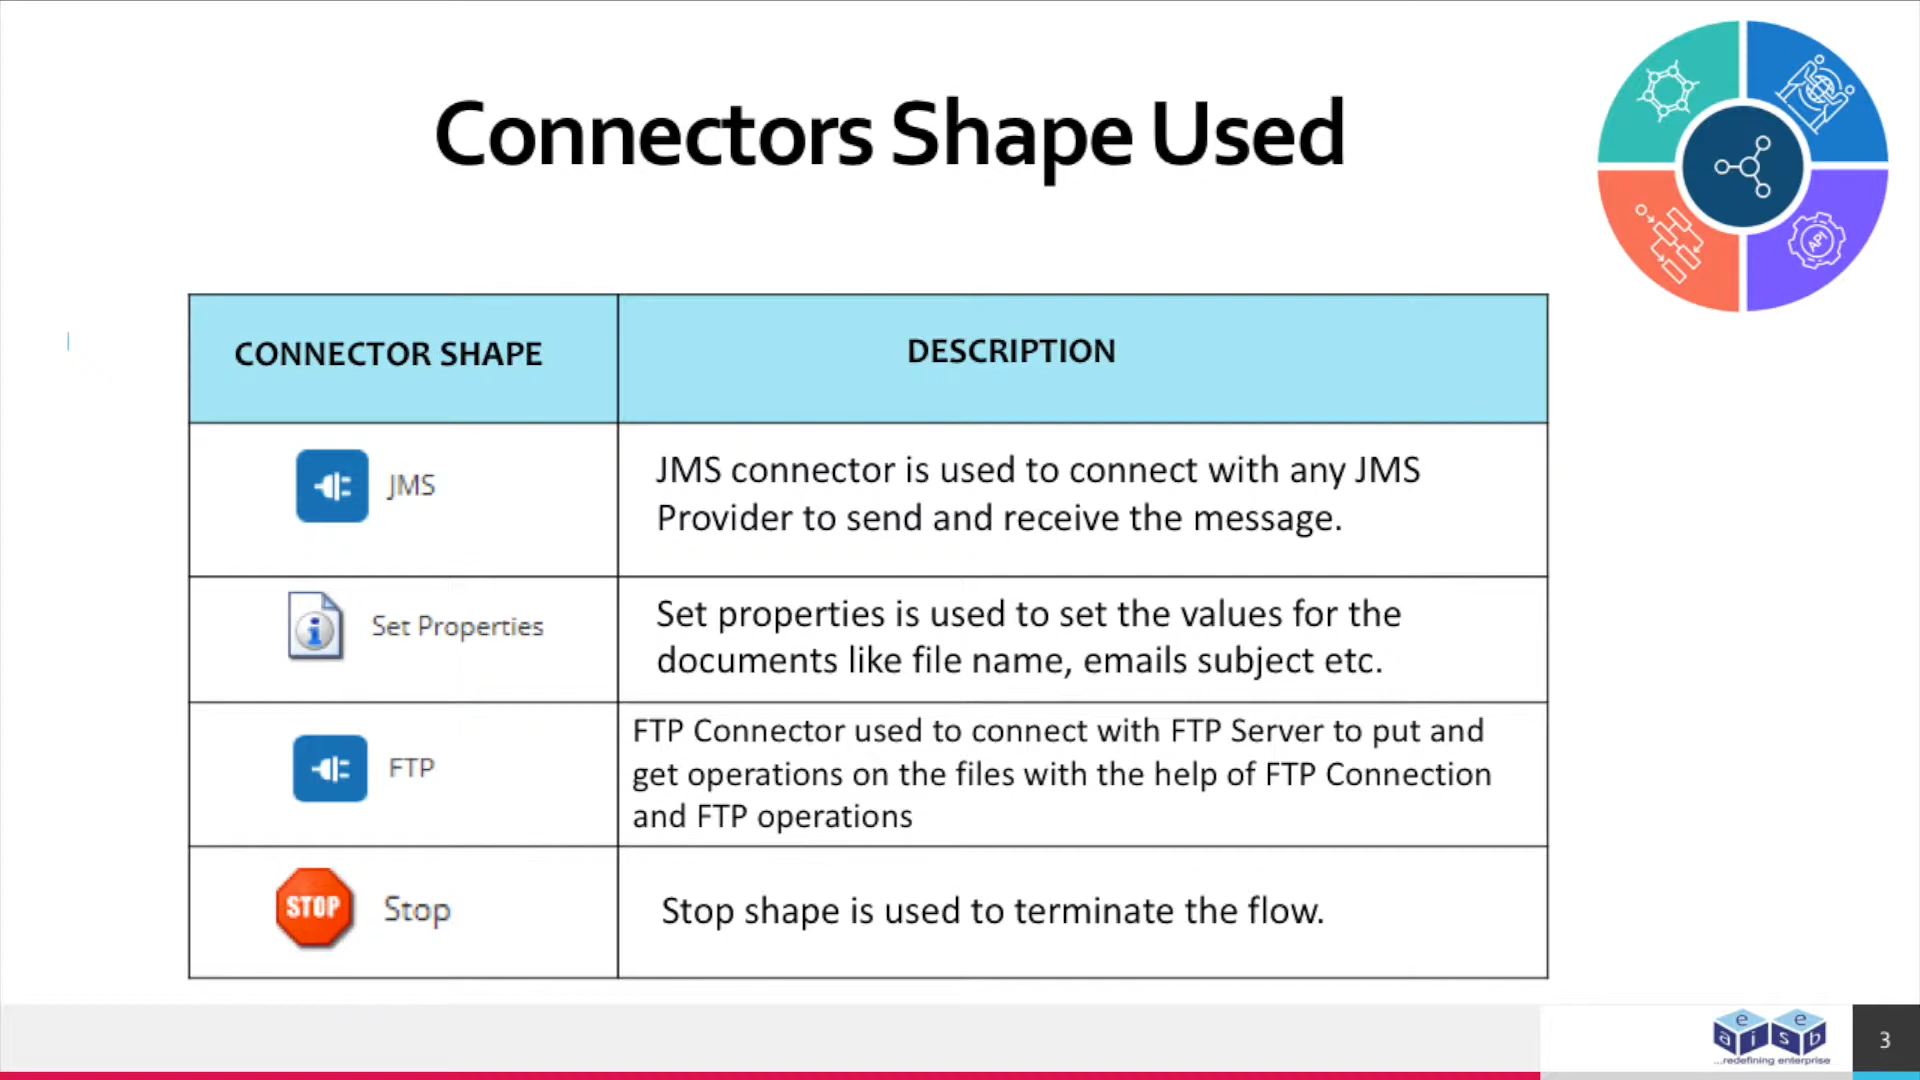 Connectors Shape Used
API
CONNECTOR SHAPE
DESCRIPTION
JMS
JMS connector is used to connect with any JMS
Provider to send and receive the message.
Set Properties
Set properties is used to set the values for the
documents like file name, emails subject etc.
FTP
FTP Connector used to connect with FTP Server to put and
get operations on the files with the help of FTP Connection
and FTP operations
STOP
Stop
Stop shape is used to terminate the flow.
e e
a i s b
...redefining enterprise
3